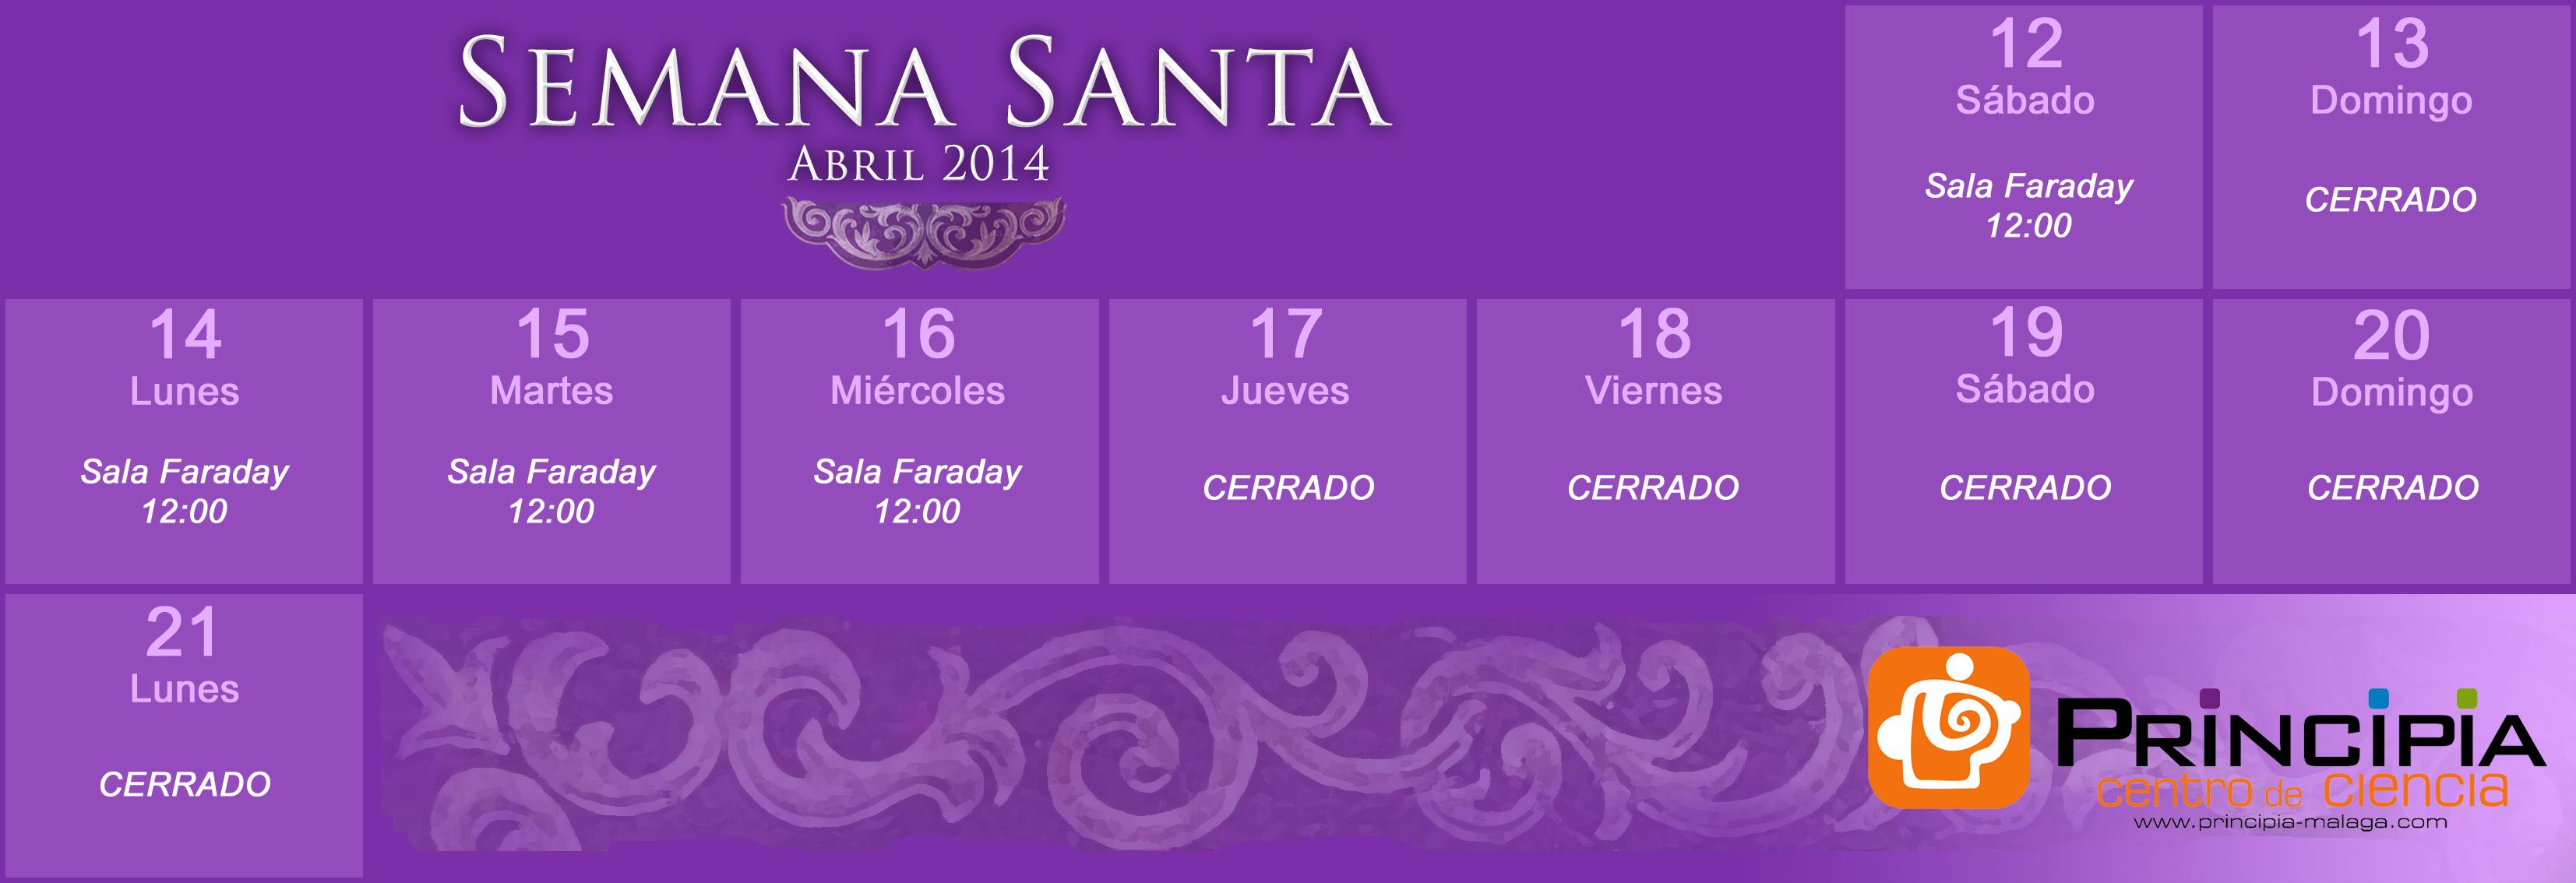 SEMANA SANTA
ABRIL 2014
12
Sábado
Sala Faraday
12:00
13
Domingo
CERRADO
14
Lunes
Sala Faraday
12:00
15
Martes
Sala Faraday
12:00
16
Miércoles
Sala Faraday
12:00
17
Jueves
CERRADO
18
Viernes
CERRADO
19
Sábado
CERRADO
20
Domingo
CERRADO
21
Lunes
CERRADO
PRINCIPIA
centro de ciencia
www.principia-malaga.com